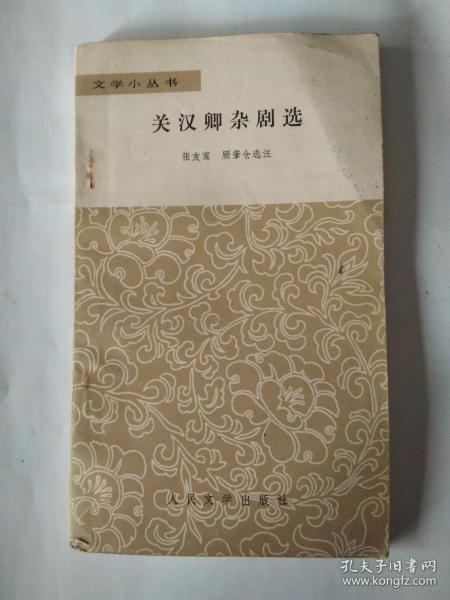 文学小丛书
关汉卿杂剧选
张友鸾 顾肇仓选注
人民文学出版社
孔夫子旧书网
www.kongfz.com